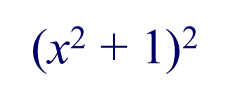 (x² + 1)²